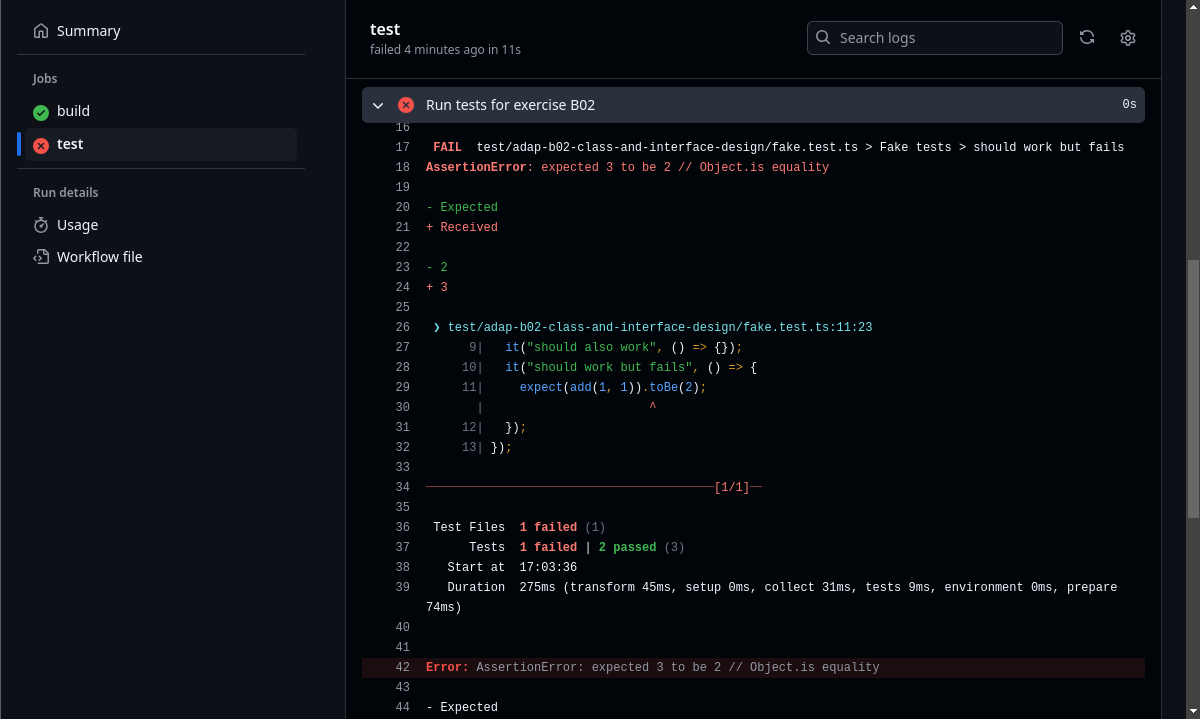 Summary
Jobs
build
test
Run details
Usage
Workflow file
test
failed 4 minutes ago in 11s
Search logs
Run tests for exercise B02
0s
16
17 FAIL test/adap-b02-class-and-interface-design/fake.test.ts > Fake tests > should work but fails
18 AssertionError: expected 3 to be 2 // Object.is equality
19
20 - Expected
21 + Received
22
23 - 2
24 + 3
25
26 ❯ test/adap-b02-class-and-interface-design/fake.test.ts:11:23
27 9| it("should also work", () => {});
28 10| it("should work but fails", () => {
29 11| expect(add(1, 1)).toBe(2);
30 | ^
31 12| });
32 13| });
33
34 ────────────────────────────────────────[1/1]──
35
36 Test Files 1 failed (1)
37 Tests 1 failed | 2 passed (3)
38 Start at 17:03:36
39 Duration 275ms (transform 45ms, setup 0ms, collect 31ms, tests 9ms, environment 0ms, prepare
74ms)
40
41
42 Error: AssertionError: expected 3 to be 2 // Object.is equality
43
44 - Expected